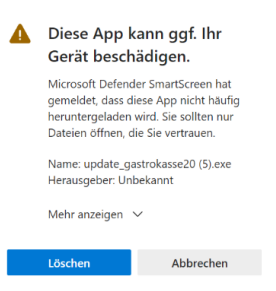 Diese App kann ggf. Ihr
Gerät beschädigen.
Microsoft Defender SmartScreen hat
gemeldet, dass diese App nicht häufig
heruntergeladen wird. Sie sollten nur
Dateien öffnen, die Sie vertrauen.
Name: update_gastrokasse20 (5).exe
Herausgeber: Unbekannt
Mehr anzeigen
Löschen
Abbrechen